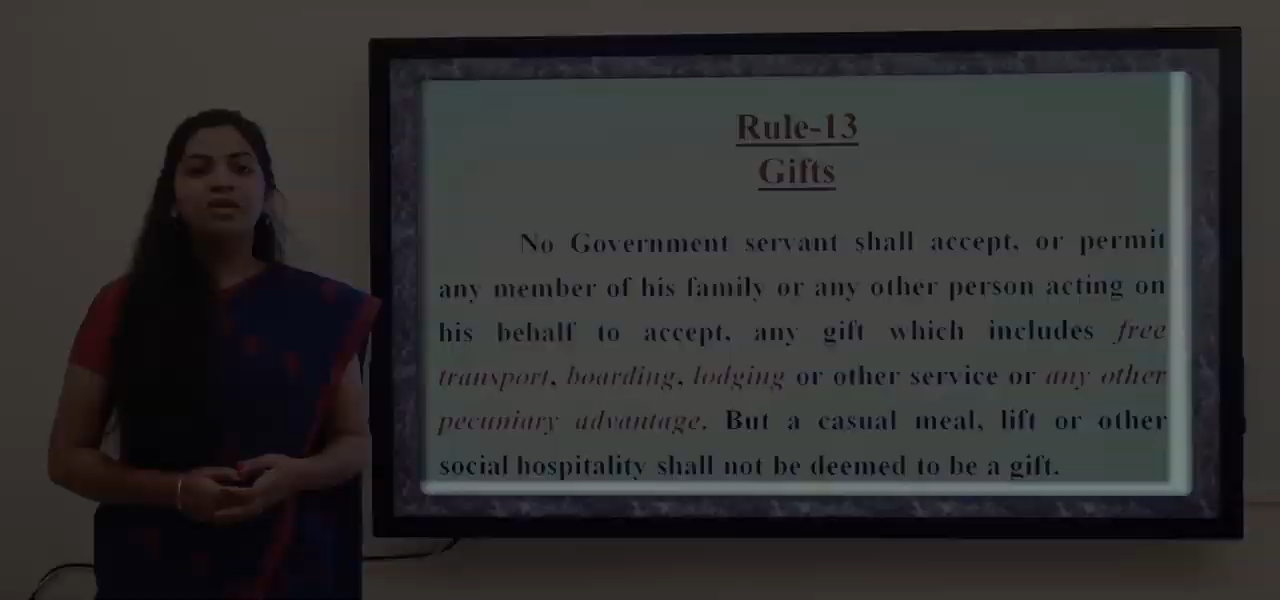 Rule-13
Gifts
No Government servant shall accept, or permit
any member of his family or any other person acting on
his behalf to accept, any gift which includes free
transport, boarding, lodging or other service or any other
pecuniary advantage. But a casual meal, lift or other
social hospitality shall not be deemed to be a gift.